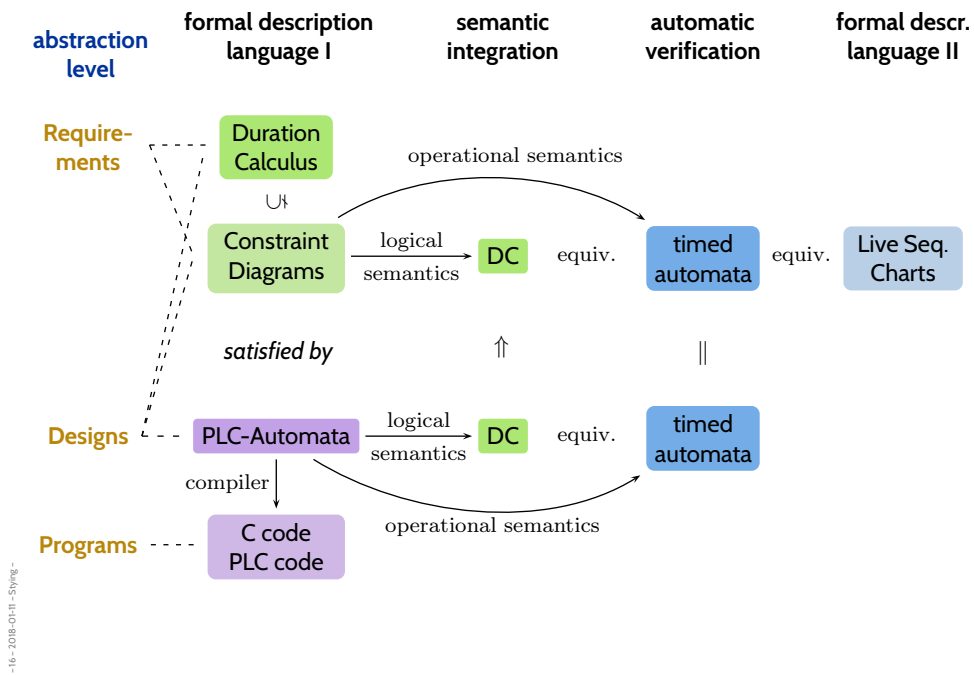 abstraction
level
formal description
language I
semantic
integration
automatic
verification
formal descr.
language II
Require-
ments
Duration
Calculus
operational semantics
∪∤
Constraint
Diagrams
logical
semantics
DC
equiv.
timed
automata
equiv.
Live Seq.
Charts
satisfied by
⇑
∥
Designs
PLC-Automata
logical
semantics
DC
equiv.
timed
automata
compiler
operational semantics
Programs
C code
PLC code
– 16 – 2018-01-11 – Stying –